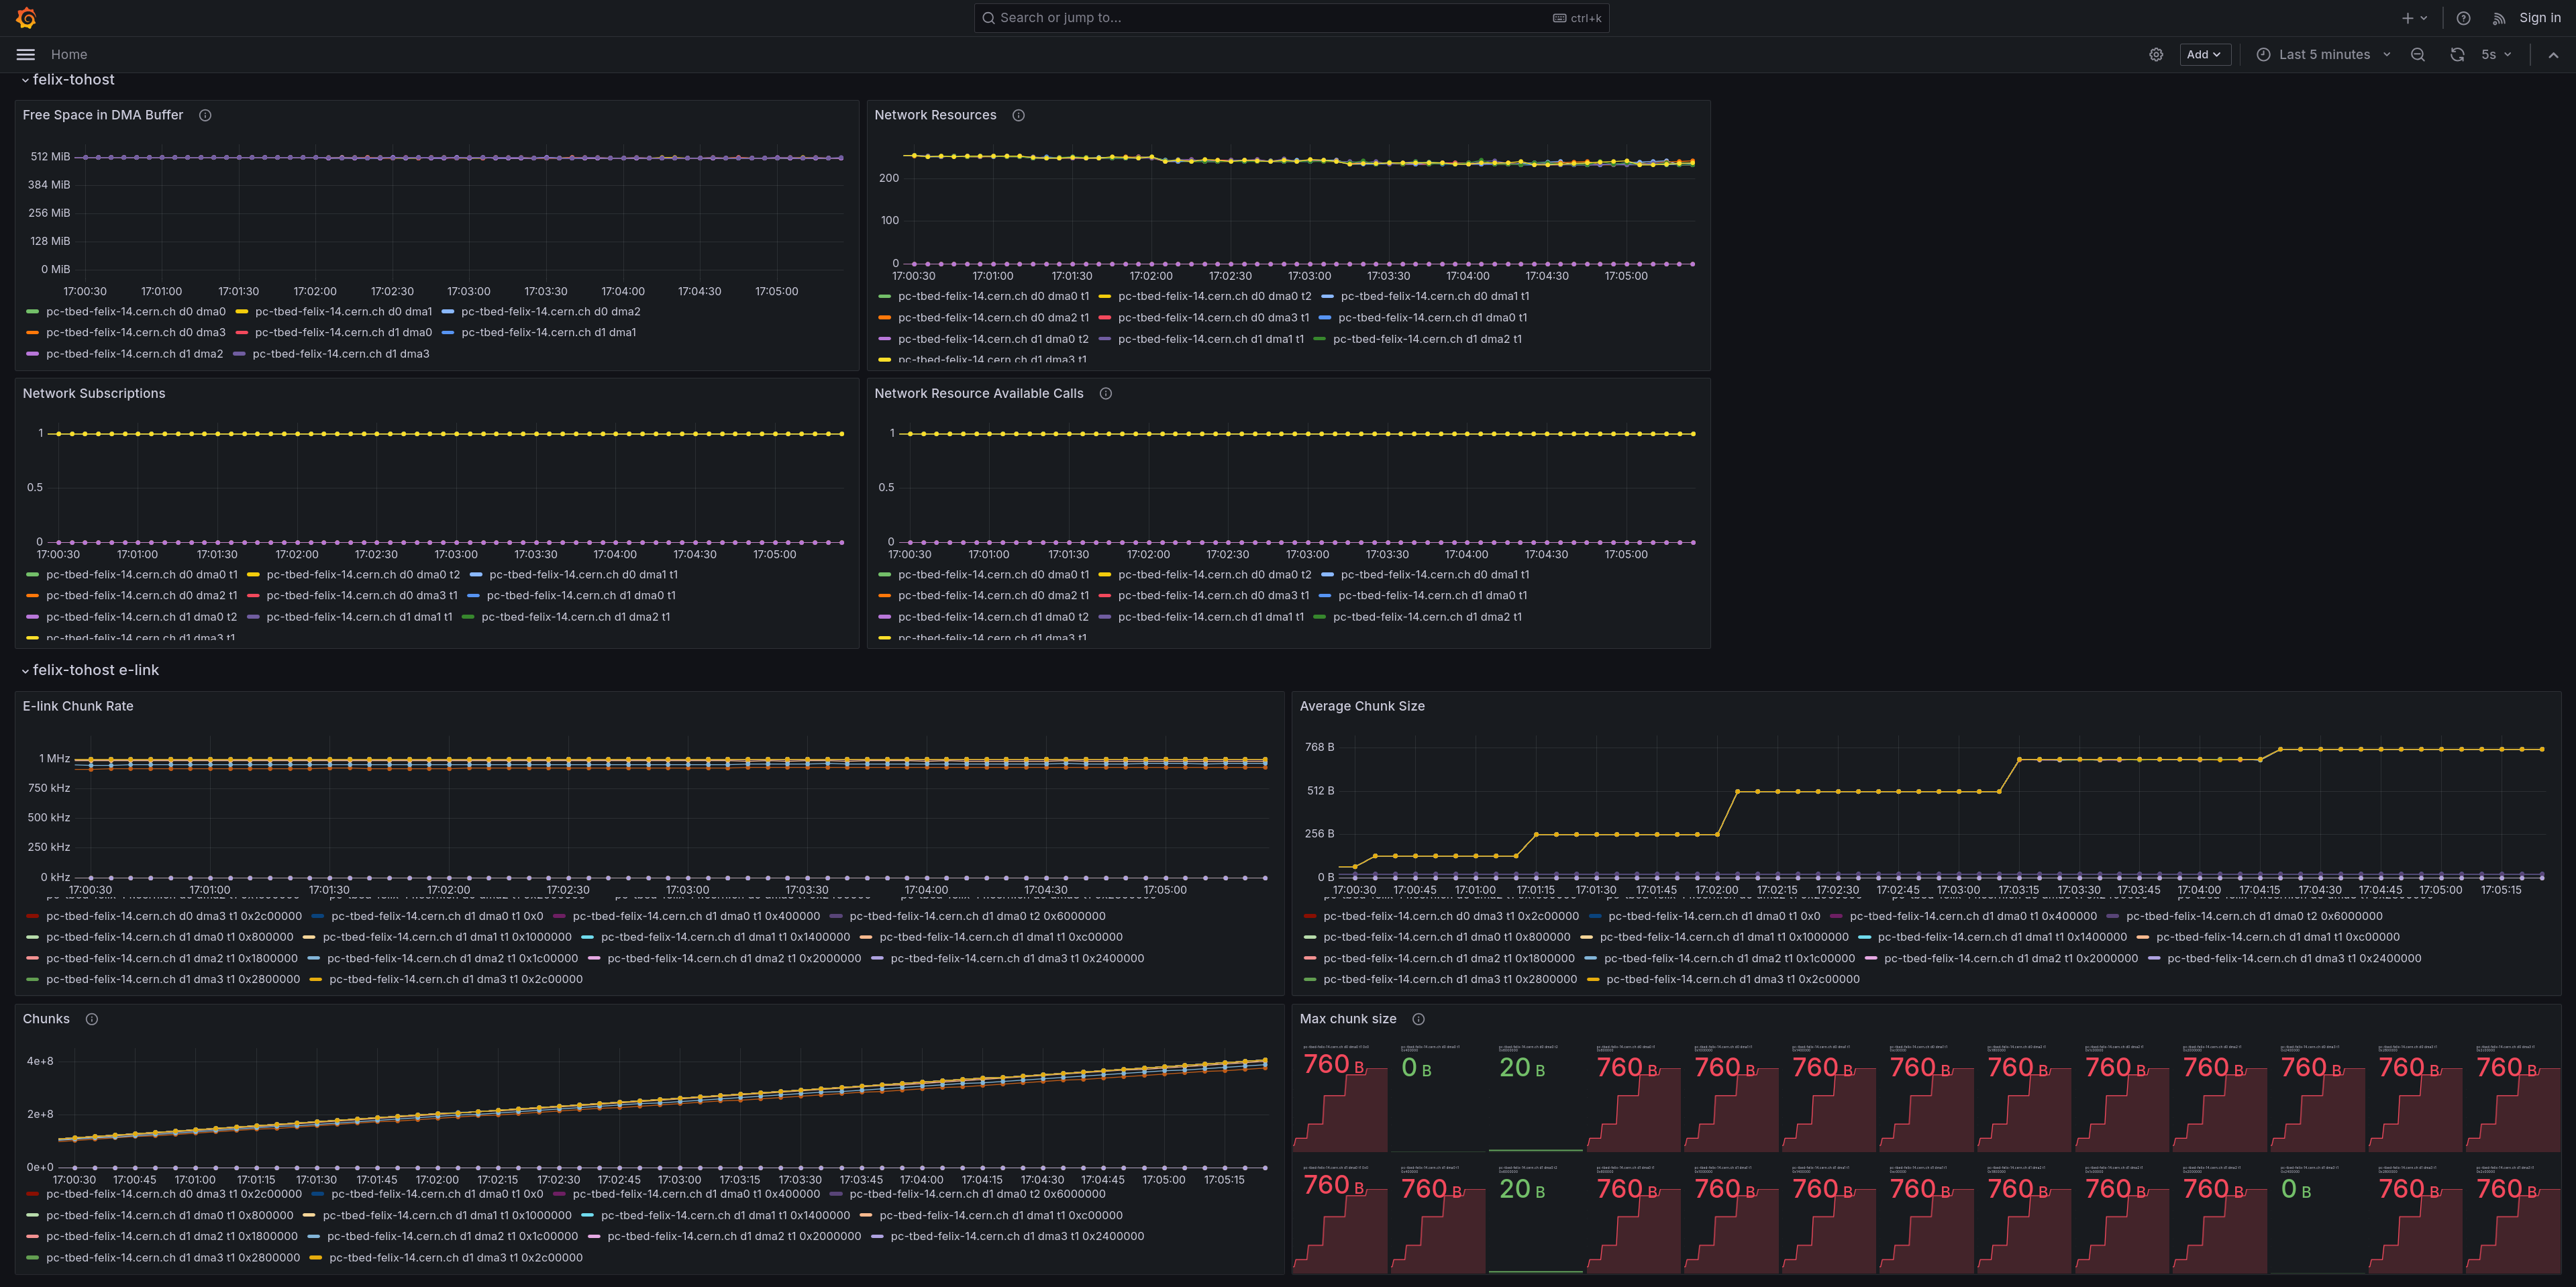 Search or jump to... ctrl+k Sign in
Home Add Last 5 minutes 5s
felix-tohost
Free Space in DMA Buffer
512 MiB
384 MiB
256 MiB
128 MiB
0 MiB
17:00:30 17:01:00 17:01:30 17:02:00 17:02:30 17:03:00 17:03:30 17:04:00 17:04:30 17:05:00
pc-tbed-felix-14.cern.ch d0 dma0 pc-tbed-felix-14.cern.ch d0 dma1 pc-tbed-felix-14.cern.ch d0 dma2
pc-tbed-felix-14.cern.ch d0 dma3 pc-tbed-felix-14.cern.ch d1 dma0 pc-tbed-felix-14.cern.ch d1 dma1
pc-tbed-felix-14.cern.ch d1 dma2 pc-tbed-felix-14.cern.ch d1 dma3
Network Resources
200
100
0
17:00:30 17:01:00 17:01:30 17:02:00 17:02:30 17:03:00 17:03:30 17:04:00 17:04:30 17:05:00
pc-tbed-felix-14.cern.ch d0 dma0 t1 pc-tbed-felix-14.cern.ch d0 dma0 t2 pc-tbed-felix-14.cern.ch d0 dma1 t1
pc-tbed-felix-14.cern.ch d0 dma2 t1 pc-tbed-felix-14.cern.ch d0 dma3 t1 pc-tbed-felix-14.cern.ch d1 dma0 t1
pc-tbed-felix-14.cern.ch d1 dma0 t2 pc-tbed-felix-14.cern.ch d1 dma1 t1 pc-tbed-felix-14.cern.ch d1 dma2 t1
pc-tbed-felix-14.cern.ch d1 dma3 t1
Network Subscriptions
1
0.5
0
17:00:30 17:01:00 17:01:30 17:02:00 17:02:30 17:03:00 17:03:30 17:04:00 17:04:30 17:05:00
pc-tbed-felix-14.cern.ch d0 dma0 t1 pc-tbed-felix-14.cern.ch d0 dma0 t2 pc-tbed-felix-14.cern.ch d0 dma1 t1
pc-tbed-felix-14.cern.ch d0 dma2 t1 pc-tbed-felix-14.cern.ch d0 dma3 t1 pc-tbed-felix-14.cern.ch d1 dma0 t1
pc-tbed-felix-14.cern.ch d1 dma0 t2 pc-tbed-felix-14.cern.ch d1 dma1 t1 pc-tbed-felix-14.cern.ch d1 dma2 t1
pc-tbed-felix-14.cern.ch d1 dma3 t1
Network Resource Available Calls
1
0.5
0
17:00:30 17:01:00 17:01:30 17:02:00 17:02:30 17:03:00 17:03:30 17:04:00 17:04:30 17:05:00
pc-tbed-felix-14.cern.ch d0 dma0 t1 pc-tbed-felix-14.cern.ch d0 dma0 t2 pc-tbed-felix-14.cern.ch d0 dma1 t1
pc-tbed-felix-14.cern.ch d0 dma2 t1 pc-tbed-felix-14.cern.ch d0 dma3 t1 pc-tbed-felix-14.cern.ch d1 dma0 t1
pc-tbed-felix-14.cern.ch d1 dma0 t2 pc-tbed-felix-14.cern.ch d1 dma1 t1 pc-tbed-felix-14.cern.ch d1 dma2 t1
pc-tbed-felix-14.cern.ch d1 dma3 t1
felix-tohost e-link
E-link Chunk Rate
1 MHz
750 kHz
500 kHz
250 kHz
0 kHz
17:00:30 17:01:00 17:01:30 17:02:00 17:02:30 17:03:00 17:03:30 17:04:00 17:04:30 17:05:00
pc-tbed-felix-14.cern.ch d0 dma3 t1 0x2c00000 pc-tbed-felix-14.cern.ch d1 dma0 t1 0x0 pc-tbed-felix-14.cern.ch d1 dma0 t1 0x400000 pc-tbed-felix-14.cern.ch d1 dma0 t2 0x6000000
pc-tbed-felix-14.cern.ch d1 dma0 t1 0x800000 pc-tbed-felix-14.cern.ch d1 dma1 t1 0x1000000 pc-tbed-felix-14.cern.ch d1 dma1 t1 0x1400000 pc-tbed-felix-14.cern.ch d1 dma1 t1 0xc00000
pc-tbed-felix-14.cern.ch d1 dma2 t1 0x1800000 pc-tbed-felix-14.cern.ch d1 dma2 t1 0x1c00000 pc-tbed-felix-14.cern.ch d1 dma2 t1 0x2000000 pc-tbed-felix-14.cern.ch d1 dma3 t1 0x2400000
pc-tbed-felix-14.cern.ch d1 dma3 t1 0x2800000 pc-tbed-felix-14.cern.ch d1 dma3 t1 0x2c00000
Average Chunk Size
768 B
512 B
256 B
0 B
17:00:30 17:00:45 17:01:00 17:01:15 17:01:30 17:01:45 17:02:00 17:02:15 17:02:30 17:02:45 17:03:00 17:03:15 17:03:30 17:03:45 17:04:00 17:04:15 17:04:30 17:04:45 17:05:00 17:05:15
pc-tbed-felix-14.cern.ch d0 dma3 t1 0x2c00000 pc-tbed-felix-14.cern.ch d1 dma0 t1 0x0 pc-tbed-felix-14.cern.ch d1 dma0 t1 0x400000 pc-tbed-felix-14.cern.ch d1 dma0 t2 0x6000000
pc-tbed-felix-14.cern.ch d1 dma0 t1 0x800000 pc-tbed-felix-14.cern.ch d1 dma1 t1 0x1000000 pc-tbed-felix-14.cern.ch d1 dma1 t1 0x1400000 pc-tbed-felix-14.cern.ch d1 dma1 t1 0xc00000
pc-tbed-felix-14.cern.ch d1 dma2 t1 0x1800000 pc-tbed-felix-14.cern.ch d1 dma2 t1 0x1c00000 pc-tbed-felix-14.cern.ch d1 dma2 t1 0x2000000 pc-tbed-felix-14.cern.ch d1 dma3 t1 0x2400000
pc-tbed-felix-14.cern.ch d1 dma3 t1 0x2800000 pc-tbed-felix-14.cern.ch d1 dma3 t1 0x2c00000
Chunks
4e+8
2e+8
0e+0
17:00:30 17:00:45 17:01:00 17:01:15 17:01:30 17:01:45 17:02:00 17:02:15 17:02:30 17:02:45 17:03:00 17:03:15 17:03:30 17:03:45 17:04:00 17:04:15 17:04:30 17:04:45 17:05:00 17:05:15
pc-tbed-felix-14.cern.ch d0 dma3 t1 0x2c00000 pc-tbed-felix-14.cern.ch d1 dma0 t1 0x0 pc-tbed-felix-14.cern.ch d1 dma0 t1 0x400000 pc-tbed-felix-14.cern.ch d1 dma0 t2 0x6000000
pc-tbed-felix-14.cern.ch d1 dma0 t1 0x800000 pc-tbed-felix-14.cern.ch d1 dma1 t1 0x1000000 pc-tbed-felix-14.cern.ch d1 dma1 t1 0x1400000 pc-tbed-felix-14.cern.ch d1 dma1 t1 0xc00000
pc-tbed-felix-14.cern.ch d1 dma2 t1 0x1800000 pc-tbed-felix-14.cern.ch d1 dma2 t1 0x1c00000 pc-tbed-felix-14.cern.ch d1 dma2 t1 0x2000000 pc-tbed-felix-14.cern.ch d1 dma3 t1 0x2400000
pc-tbed-felix-14.cern.ch d1 dma3 t1 0x2800000 pc-tbed-felix-14.cern.ch d1 dma3 t1 0x2c00000
Max chunk size
760 B 0 B 20 B 760 B 760 B 760 B 760 B 760 B 760 B 760 B 760 B 760 B 760 B
760 B 760 B 20 B 760 B 760 B 760 B 760 B 760 B 760 B 760 B 0 B 760 B 760 B